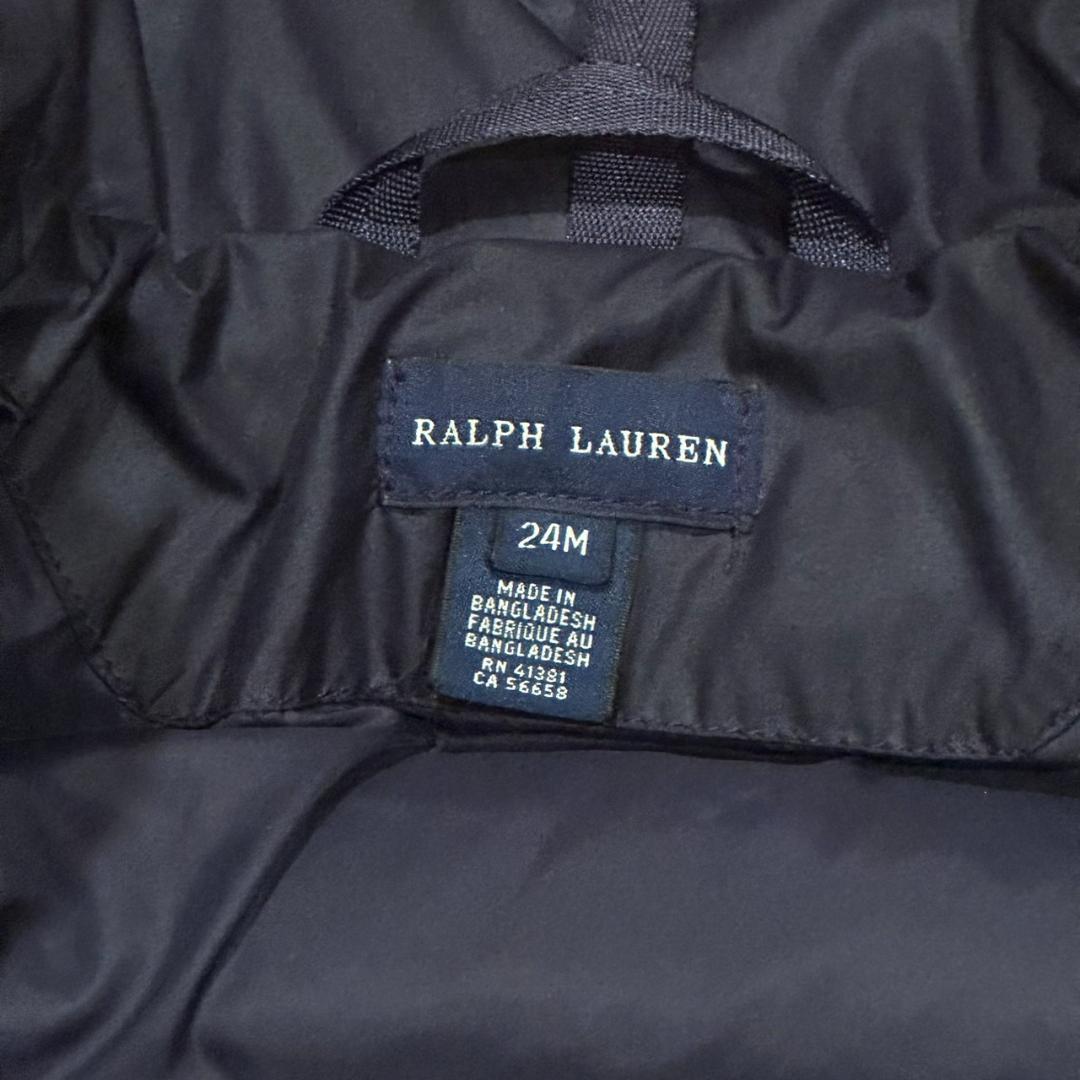 RALPH LAUREN
24M
MADE IN
BANGLADESH
FABRIQUE AU
BANGLADESH
RN 41381
CA 56658